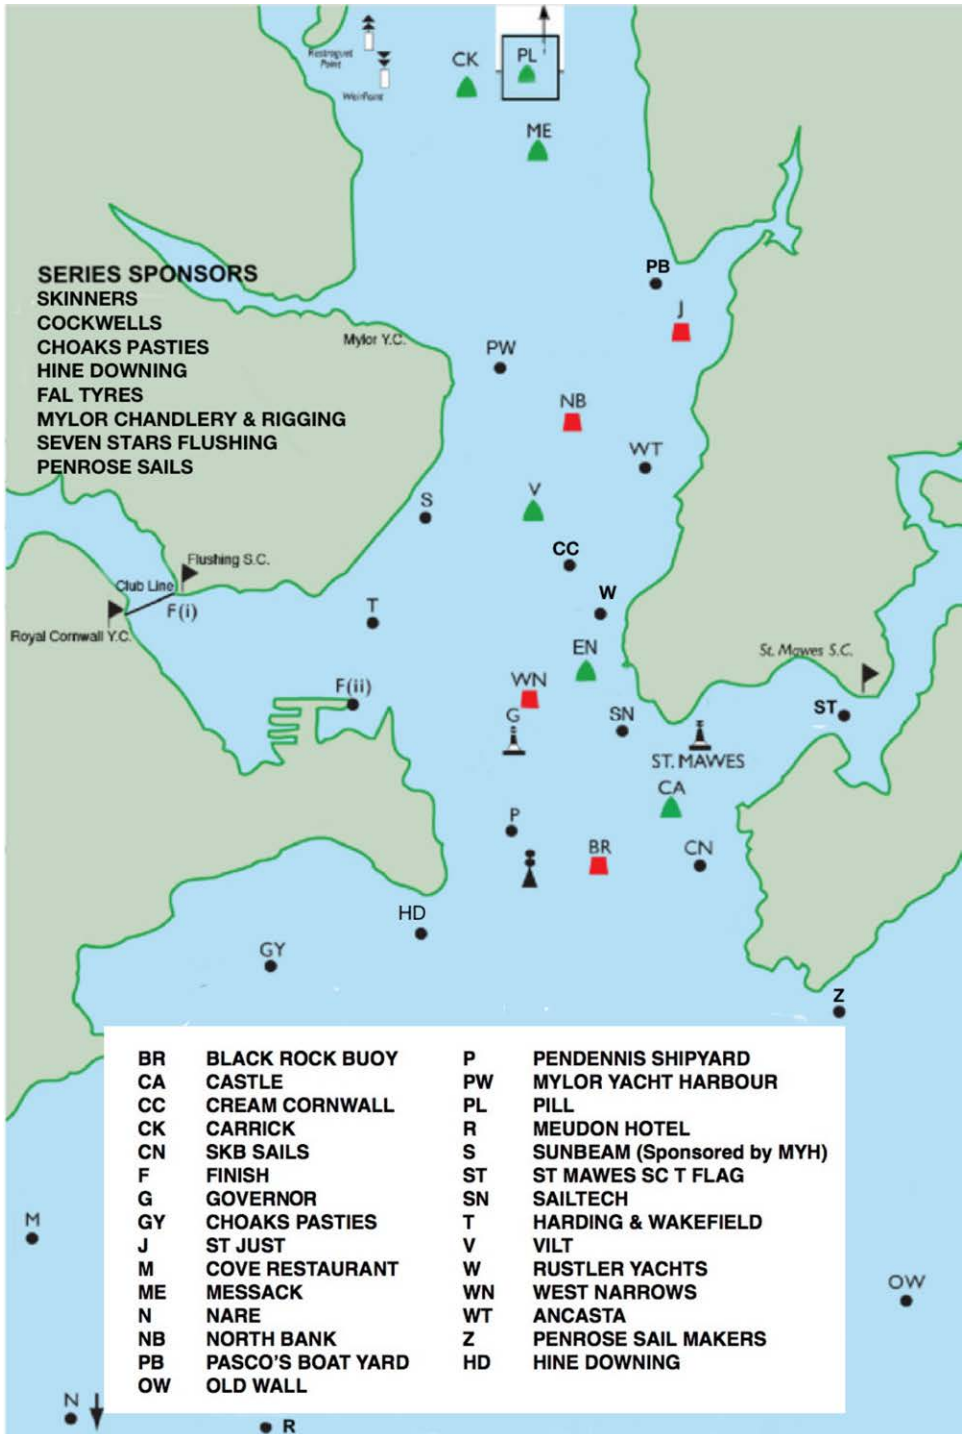 Restroguet
Point
Weir Point
CK
PL
ME
PB
J
SERIES SPONSORS
SKINNERS
COCKWELLS
CHOAKS PASTIES
HINE DOWNING
FAL TYRES
MYLOR CHANDLERY & RIGGING
SEVEN STARS FLUSHING
PENROSE SAILS
Mylor Y.C.
PW
NB
WT
S
V
CC
Flushing S.C.
Club Line
F(i)
Royal Cornwall Y.C.
T
W
EN
St. Mawes S.C.
F(ii)
WN
G
SN
ST
ST. MAWES
CA
P
BR
CN
HD
GY
Z
BR BLACK ROCK BUOY
CA CASTLE
CC CREAM CORNWALL
CK CARRICK
CN SKB SAILS
F FINISH
G GOVERNOR
GY CHOAKS PASTIES
J ST JUST
M COVE RESTAURANT
ME MESSACK
N NARE
NB NORTH BANK
PB PASCO'S BOAT YARD
OW OLD WALL
P PENDENNIS SHIPYARD
PW MYLOR YACHT HARBOUR
PL PILL
R MEUDON HOTEL
S SUNBEAM (Sponsored by MYH)
ST ST MAWES SC T FLAG
SN SAILTECH
T HARDING & WAKEFIELD
V VILT
W RUSTLER YACHTS
WN WEST NARROWS
WT ANCASTA
Z PENROSE SAIL MAKERS
HD HINE DOWNING
M
OW
N
R